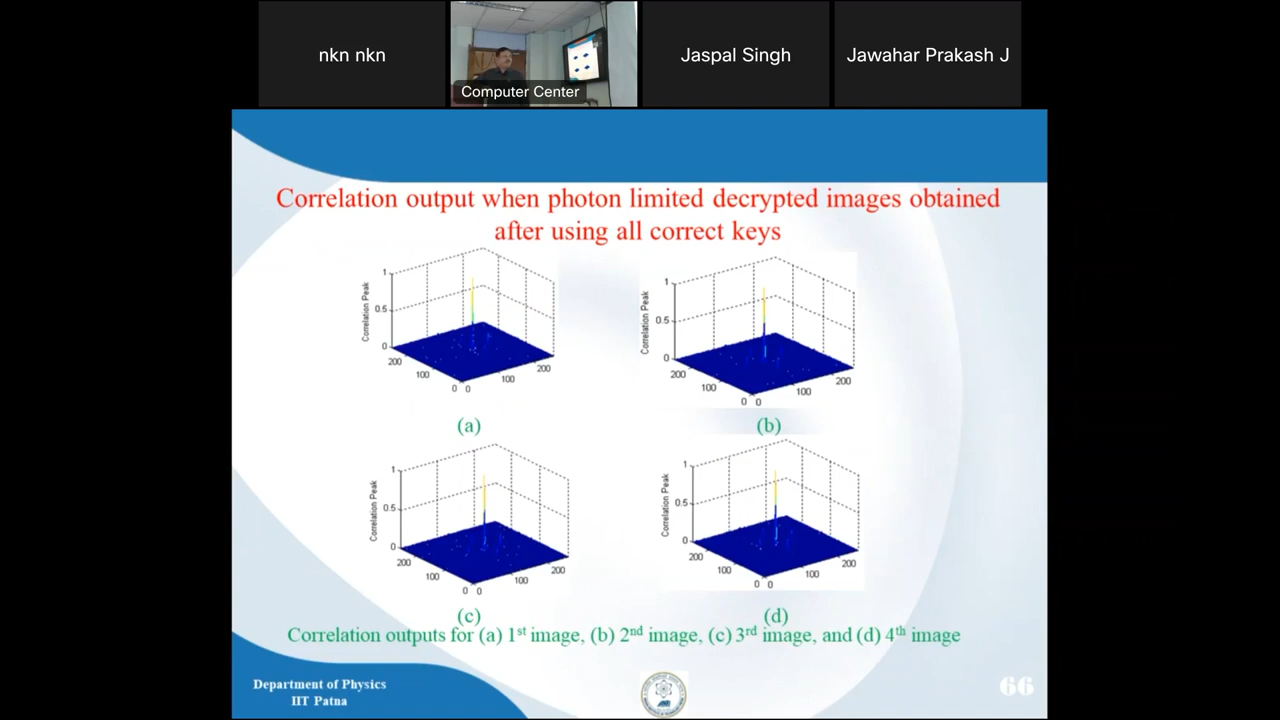 nkn nkn
Computer Center
Jaspal Singh
Jawahar Prakash J
Correlation output when photon limited decrypted images obtained
after using all correct keys
Correlation Peak
1
0.5
0
200
100
0 0
100
200
(a)
Correlation Peak
1
0.5
0
200
100
0 0
100
200
(b)
Correlation Peak
1
0.5
0
200
100
0 0
100
200
(c)
Correlation Peak
1
0.5
0
200
100
0 0
100
200
(d)
Correlation outputs for (a) 1st image, (b) 2nd image, (c) 3rd image, and (d) 4th image
Department of Physics
IIT Patna
66